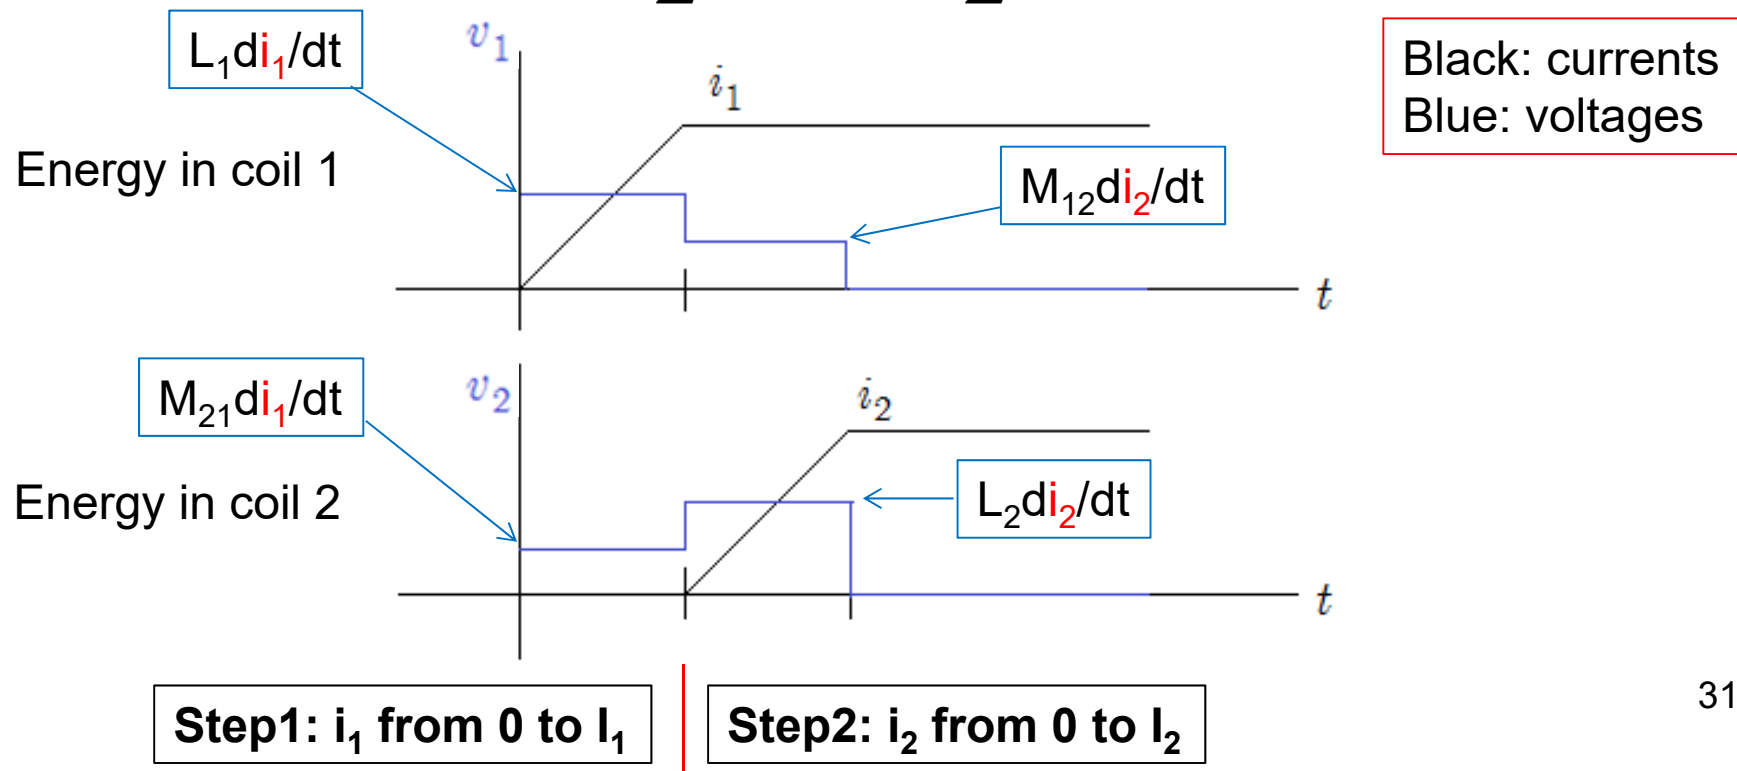 L₁di₁/dt
v₁
i₁
Black: currents
Blue: voltages
Energy in coil 1
M₁₂di₂/dt
t
M₂₁di₁/dt
v₂
i₂
Energy in coil 2
L₂di₂/dt
t
Step1: i₁ from 0 to I₁
Step2: i₂ from 0 to I₂
31